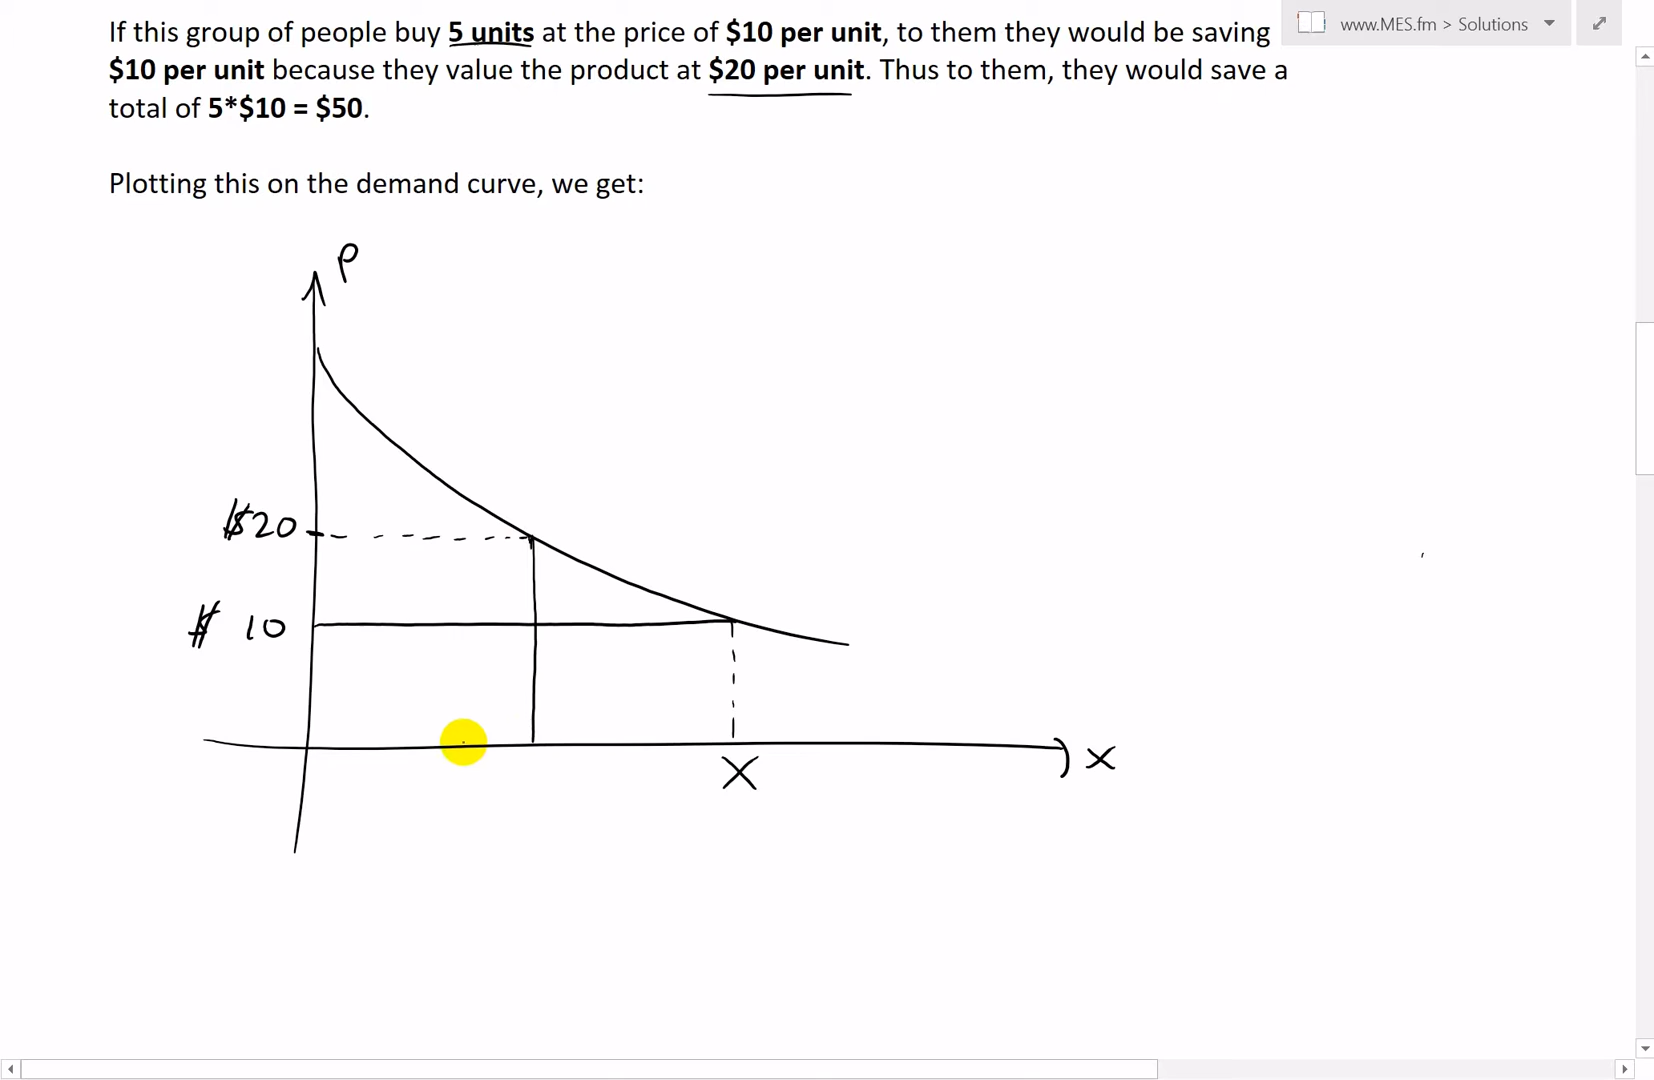 If this group of people buy 5 units at the price of $10 per unit, to them they would be saving
www.MES.fm > Solutions
$10 per unit because they value the product at $20 per unit. Thus to them, they would save a
total of 5*$10 = $50.
Plotting this on the demand curve, we get:
P
$20
$ 10
X
X